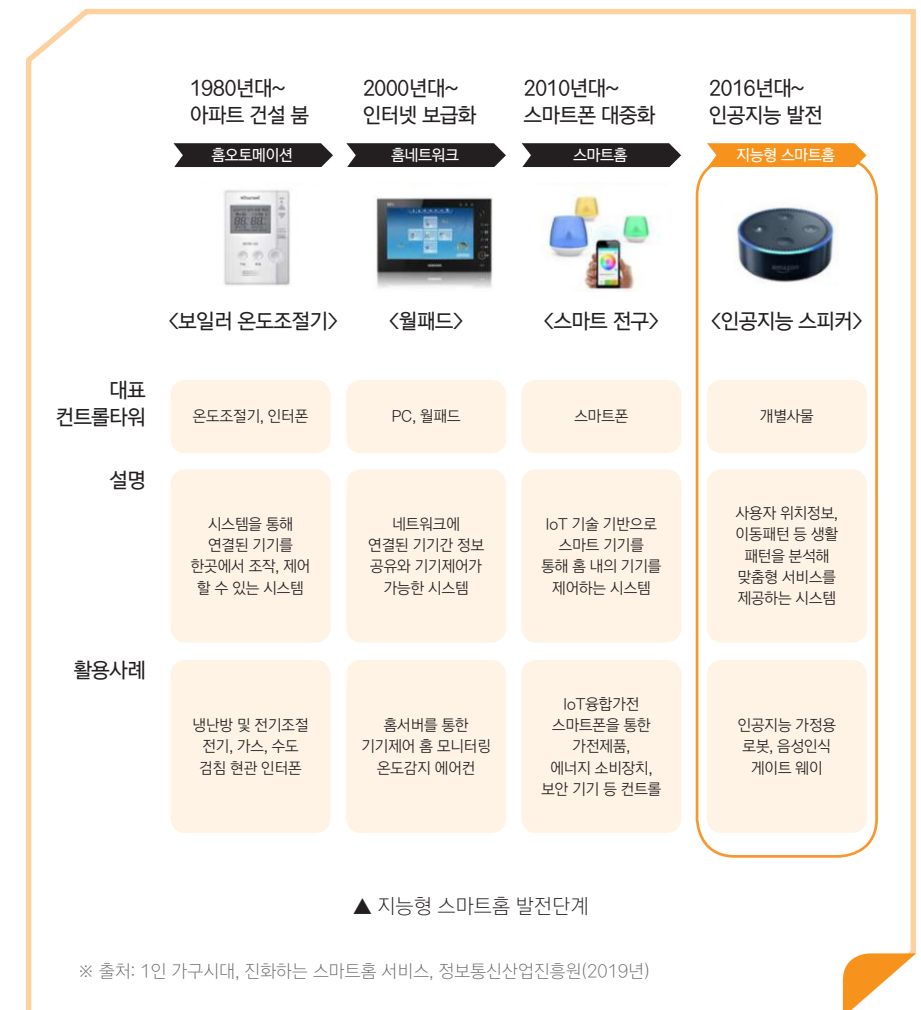 1980년대~
아파트 건설 붐
2000년대~
인터넷 보급화
2010년대~
스마트폰 대중화
2016년대~
인공지능 발전
홈오토메이션
홈네트워크
스마트홈
지능형 스마트홈
amazon
〈보일러 온도조절기〉
〈월패드〉
〈스마트 전구〉
〈인공지능 스피커〉
대표
컨트롤타워
온도조절기, 인터폰
PC, 월패드
스마트폰
개별사물
설명
시스템을 통해
연결된 기기를
한곳에서 조작, 제어
할 수 있는 시스템
네트워크에
연결된 기기간 정보
공유와 기기제어가
가능한 시스템
IoT 기술 기반으로
스마트 기기를
통해 홈 내의 기기를
제어하는 시스템
사용자 위치정보,
이동패턴 등 생활
패턴을 분석해
맞춤형 서비스를
제공하는 시스템
활용사례
냉난방 및 전기조절
전기, 가스, 수도
검침 현관 인터폰
홈서버를 통한
기기제어 홈 모니터링
온도감지 에어컨
IoT융합가전
스마트폰을 통한
가전제품,
에너지 소비장치,
보안 기기 등 컨트롤
인공지능 가정용
로봇, 음성인식
게이트 웨이
▲ 지능형 스마트홈 발전단계
※ 출처: 1인 가구시대, 진화하는 스마트홈 서비스, 정보통신산업진흥원(2019년)